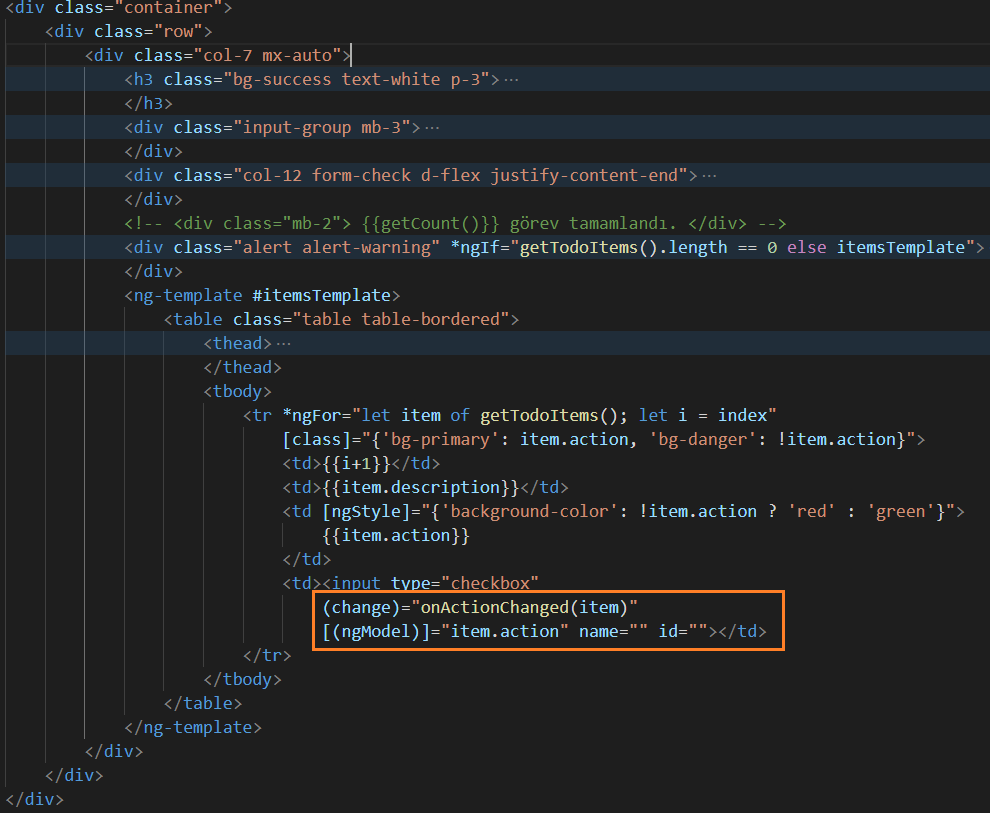 <div class="container">
<div class="row">
<div class="col-7 mx-auto">
<h3 class="bg-success text-white p-3">···
</h3>
<div class="input-group mb-3">···
</div>
<div class="col-12 form-check d-flex justify-content-end">···
</div>
<!-- <div class="mb-2"> {{getCount()}} görev tamamlandı. </div> -->
<div class="alert alert-warning" *ngIf="getTodoItems().length == 0 else itemsTemplate">
</div>
<ng-template #itemsTemplate>
<table class="table table-bordered">
<thead>···
</thead>
<tbody>
<tr *ngFor="let item of getTodoItems(); let i = index"
[class]="{'bg-primary': item.action, 'bg-danger': !item.action}">
<td>{{i+1}}</td>
<td>{{item.description}}</td>
<td [ngStyle]="{'background-color': !item.action ? 'red' : 'green'}">
{{item.action}}
</td>
<td><input type="checkbox"
(change)="onActionChanged(item)"
[(ngModel)]="item.action" name="" id=""></td>
</tr>
</tbody>
</table>
</ng-template>
</div>
</div>
</div>